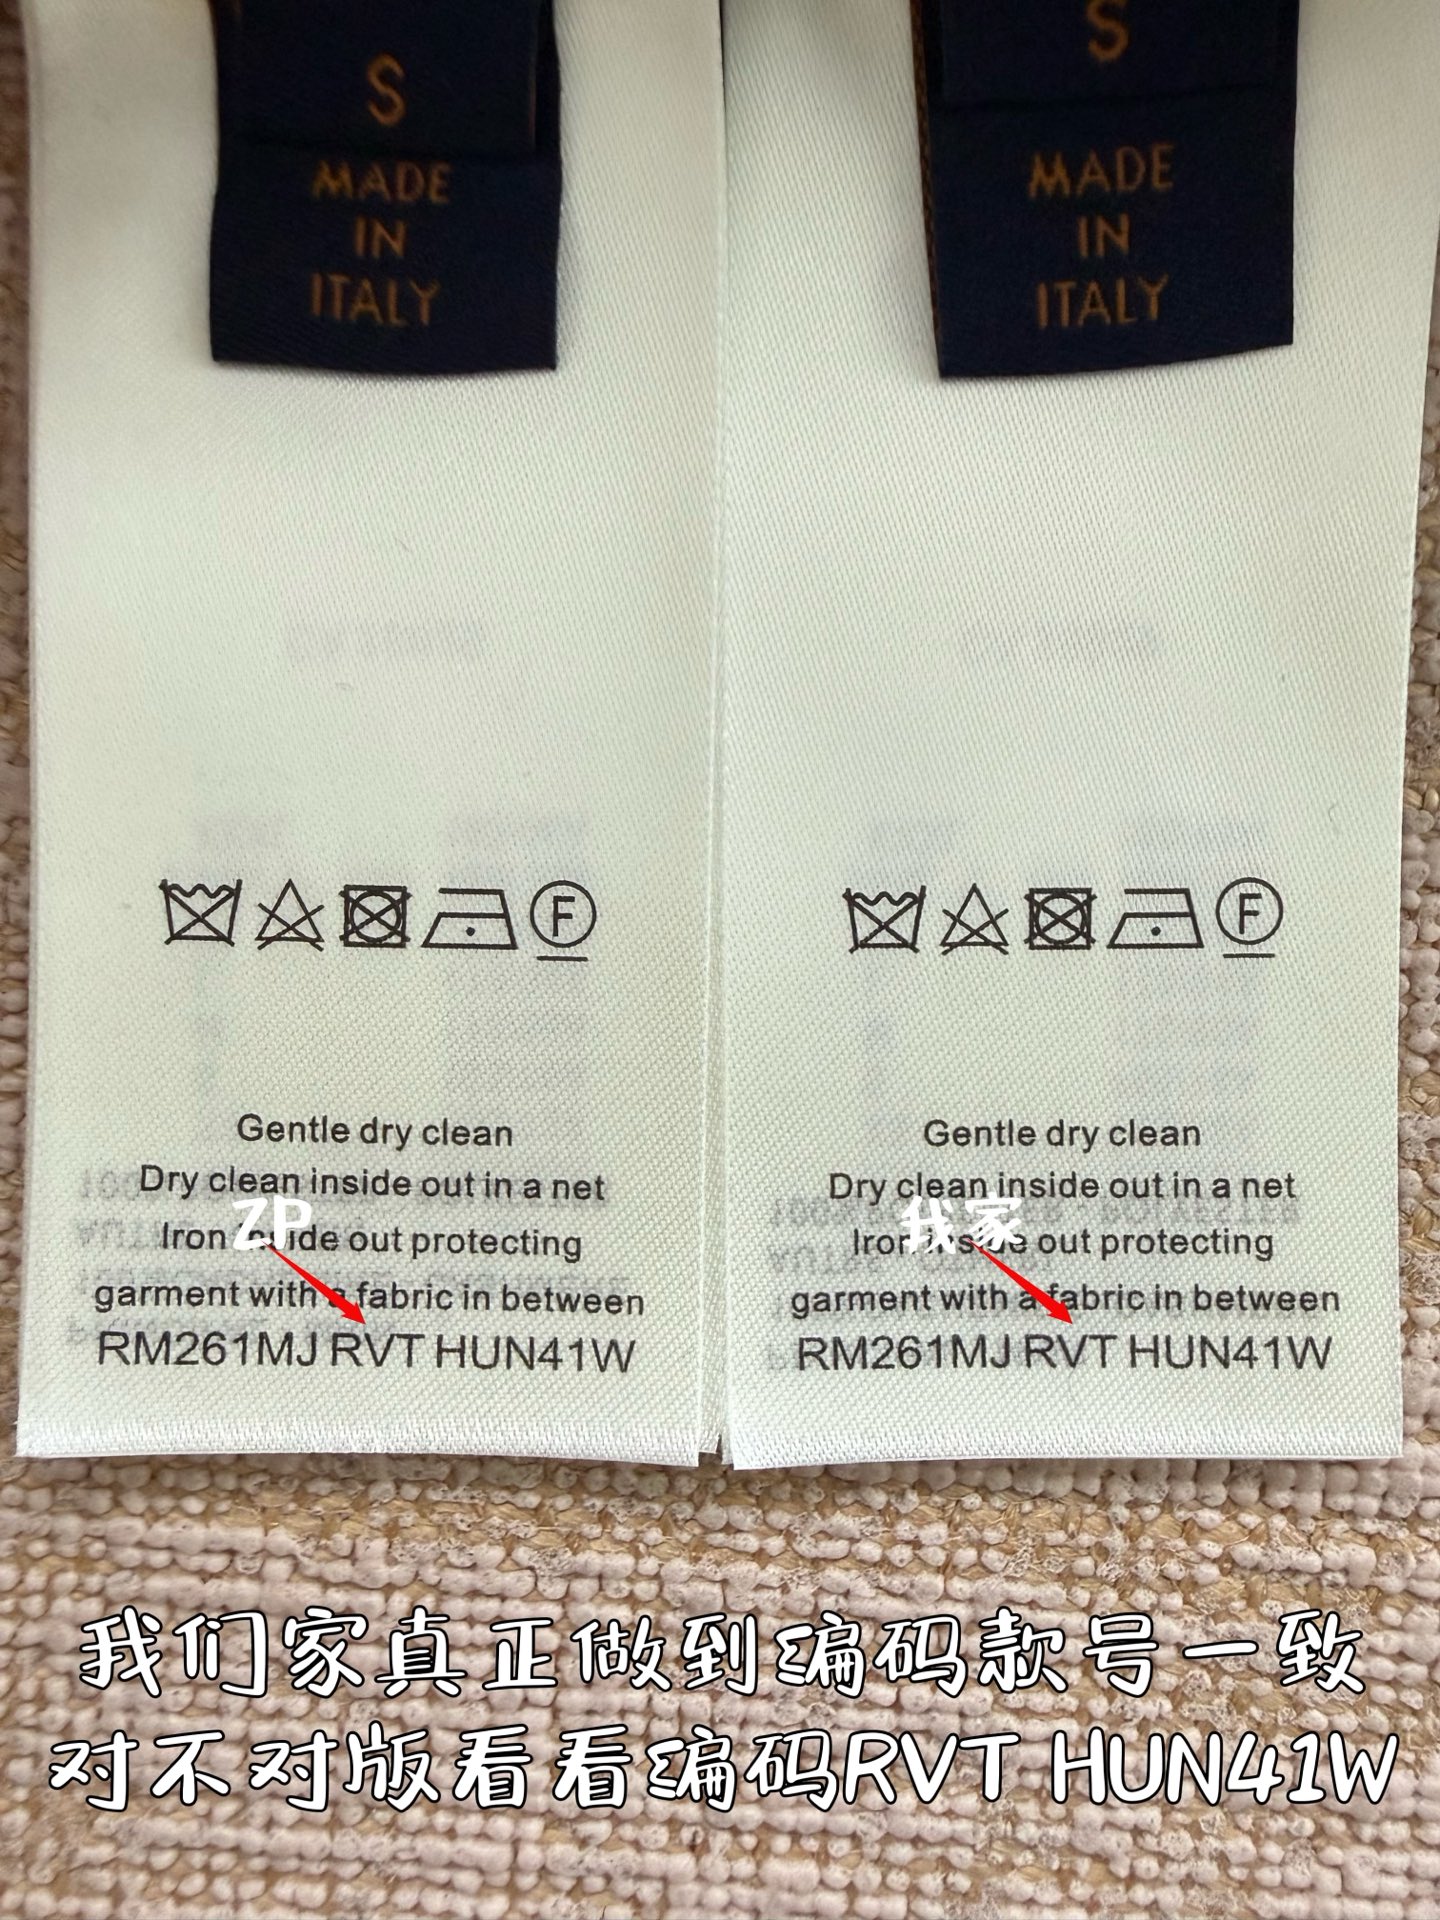 S
MADE
IN
ITALY
S
MADE
IN
ITALY
F
F
Gentle dry clean
Dry clean inside out in a net
Iron inside out protecting
garment with a fabric in between
RM261MJ RVT HUN41W
ZP
Gentle dry clean
Dry clean inside out in a net
Iron inside out protecting
garment with a fabric in between
RM261MJ RVT HUN41W
我家
我们家真正做到编码款号一致
对不对版看看编码RVT HUN41W